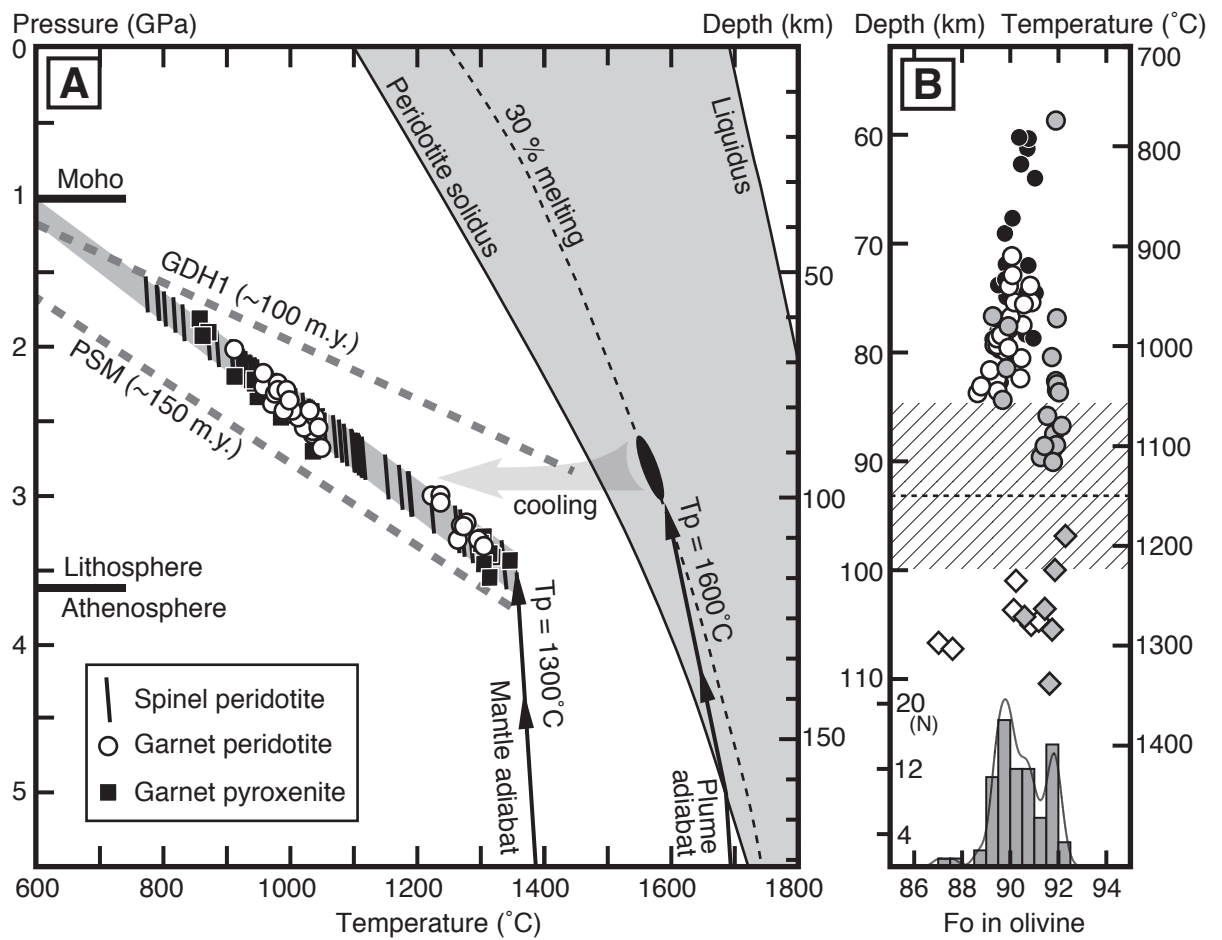 Pressure (GPa)
Depth (km)
Depth (km)
Temperature (˚C)
A
B
0
1
2
3
4
5
Moho
Lithosphere
Athenosphere
GDH1 (~100 m.y.)
PSM (~150 m.y.)
Peridotite solidus
30 % melting
Liquidus
cooling
Tp = 1300˚C
Mantle adiabat
Tp = 1600˚C
Plume
adiabat
50
100
150
Spinel peridotite
Garnet peridotite
Garnet pyroxenite
600
800
1000
1200
1400
1600
1800
Temperature (˚C)
60
70
80
90
100
110
20
(N)
12
4
700
800
900
1000
1100
1200
1300
1400
86
88
90
92
94
Fo in olivine